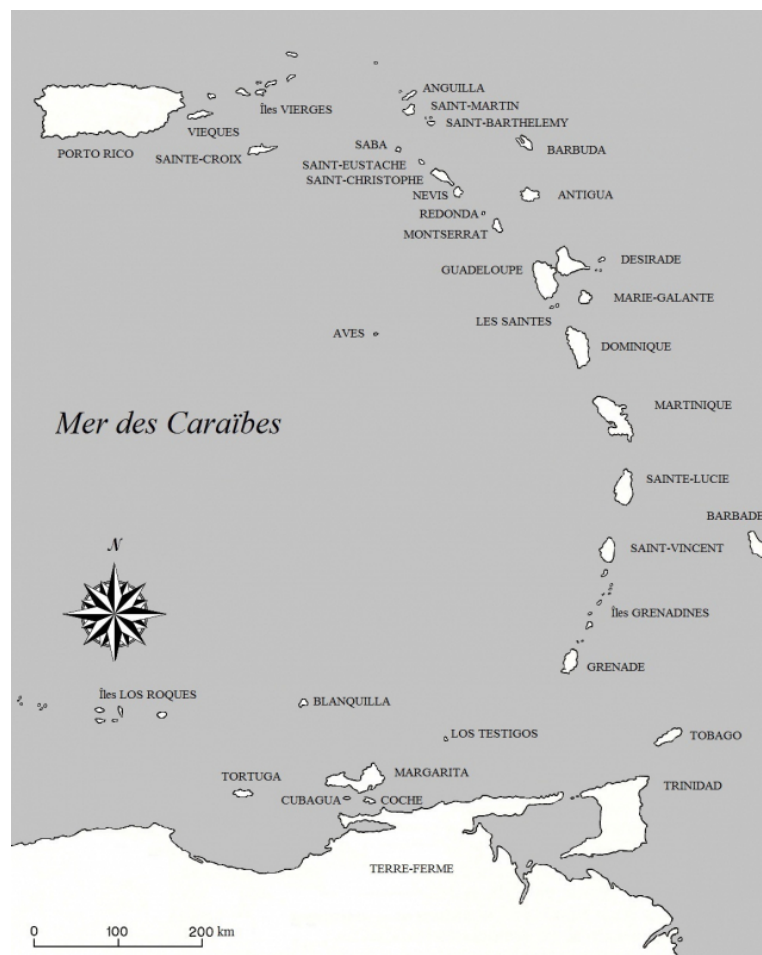 ANGUILLA
SAINT-MARTIN
Îles VIERGES
SAINT-BARTHELEMY
VIEQUES
PORTO RICO
SAINTE-CROIX
SABA
BARBUDA
SAINT-EUSTACHE
SAINT-CHRISTOPHE
NEVIS
ANTIGUA
REDONDA
MONTSERRAT
GUADELOUPE
DESIRADE
MARIE-GALANTE
LES SAINTES
AVES
DOMINIQUE
MARTINIQUE
Mer des Caraïbes
SAINTE-LUCIE
BARBADE
N
SAINT-VINCENT
Îles GRENADINES
GRENADE
Îles LOS ROQUES
BLANQUILLA
LOS TESTIGOS
TOBAGO
TORTUGA
MARGARITA
TRINIDAD
CUBAGUA
COCHE
TERRE-FERME
0 100 200 km